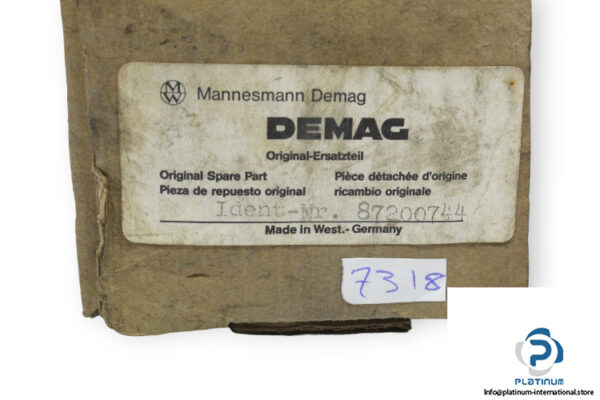 MW Mannesmann Demag
DEMAG
Original-Ersatzteil
Original Spare Part Pièce détachée d'origine
Pieza de repuesto original ricambio originale
Ident-Nr. 87200744
Made in West.- Germany
7318
PLATINUM
Info@platinum-international.store